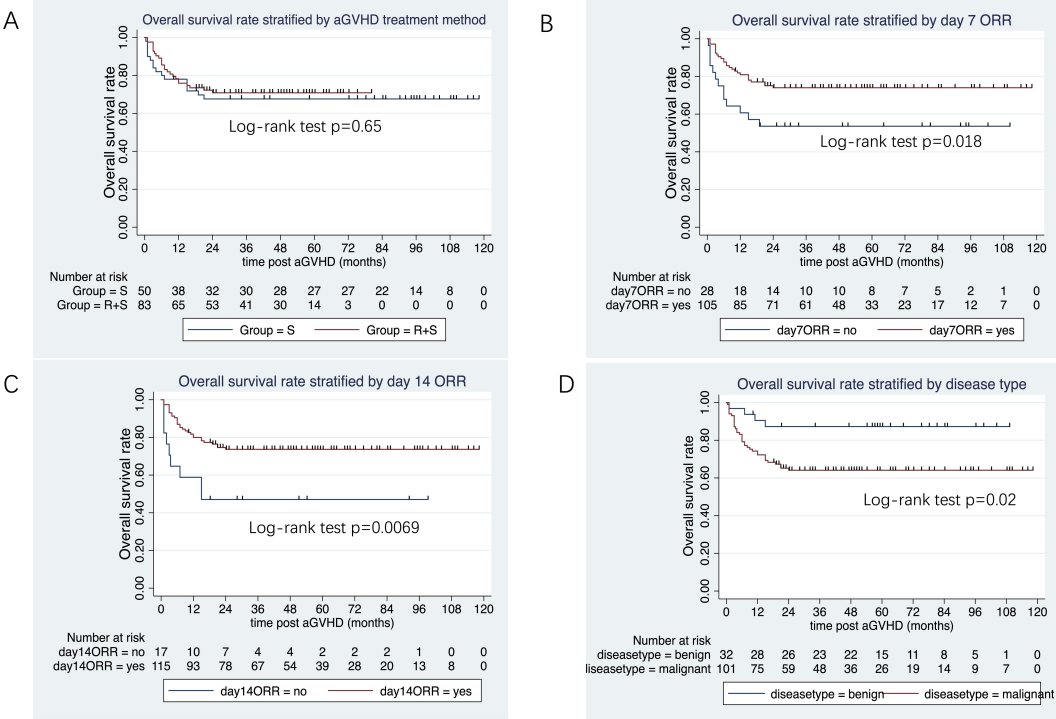 A
Overall survival rate stratified by aGVHD treatment method
Overall survival rate
1.00
0.80
0.60
0.40
0.20
0.00
Log-rank test p=0.65
0 12 24 36 48 60 72 84 96 108 120
time post aGVHD (months)
Number at risk
Group = S 50 38 32 30 28 27 27 22 14 8 0
Group = R+S 83 65 53 41 30 14 3 0 0 0 0
Group = S Group = R+S
B
Overall survival rate stratified by day 7 ORR
Overall survival rate
1.00
0.80
0.60
0.40
0.20
0.00
Log-rank test p=0.018
0 12 24 36 48 60 72 84 96 108 120
time post aGVHD (months)
Number at risk
day7ORR = no 28 18 14 10 10 8 7 5 2 1 0
day7ORR = yes 105 85 71 61 48 33 23 17 12 7 0
day7ORR = no day7ORR = yes
C
Overall survival rate stratified by day 14 ORR
Overall survival rate
1.00
0.80
0.60
0.40
0.20
0.00
Log-rank test p=0.0069
0 12 24 36 48 60 72 84 96 108 120
time post aGVHD (months)
Number at risk
day14ORR = no 17 10 7 4 4 2 2 2 1 0 0
day14ORR = yes 115 93 78 67 54 39 28 20 13 8 0
day14ORR = no day14ORR = yes
D
Overall survival rate stratified by disease type
Overall survival rate
1.00
0.80
0.60
0.40
0.20
0.00
Log-rank test p=0.02
0 12 24 36 48 60 72 84 96 108 120
time post aGVHD (months)
Number at risk
diseasetype = benign 32 28 26 23 22 15 11 8 5 1 0
iseasetype = malignant 101 75 59 48 36 26 19 14 9 7 0
diseasetype = benign diseasetype = malignant